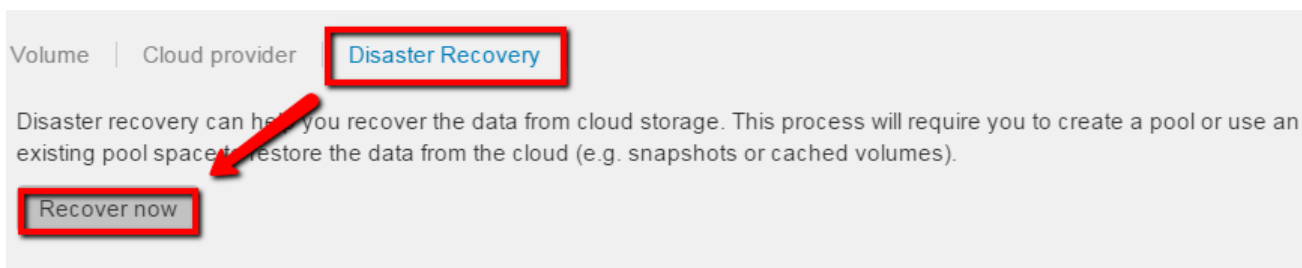 Volume | Cloud provider | Disaster Recovery
Disaster recovery can help you recover the data from cloud storage. This process will require you to create a pool or use an
existing pool space to restore the data from the cloud (e.g. snapshots or cached volumes).
Recover now